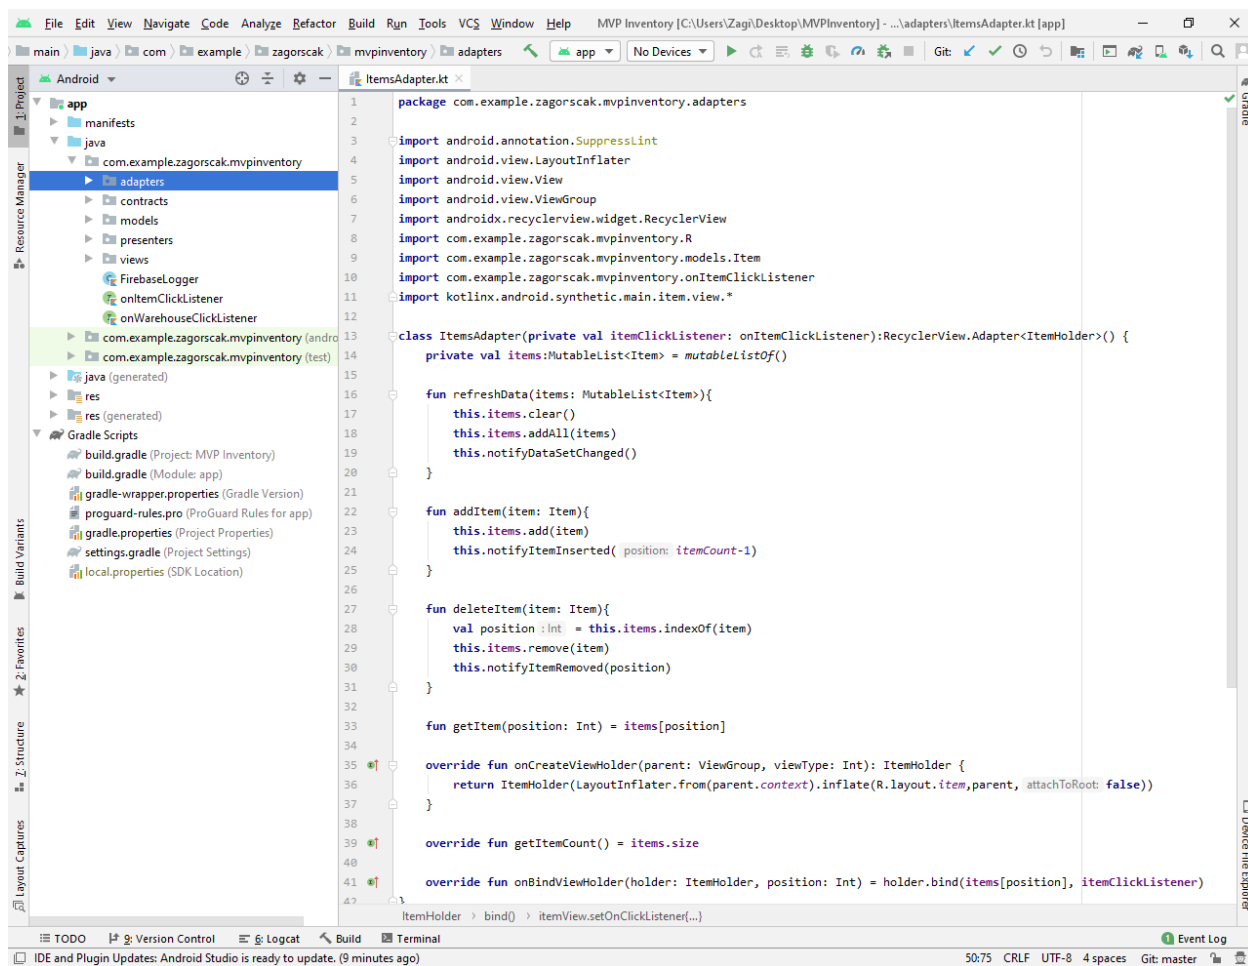 File Edit View Navigate Code Analyze Refactor Build Run Tools VCS Window Help MVP Inventory [C:\Users\Zagi\Desktop\MVPInventory] - ...\adapters\ItemsAdapter.kt [app]
main java com example zagorscak mvpinventory adapters app No Devices Git:
Android
ItemsAdapter.kt
1: Project
Resource Manager
Build Variants
2: Favorites
7: Structure
Layout Captures
app
manifests
java
com.example.zagorscak.mvpinventory
adapters
contracts
models
presenters
views
FirebaseLogger
onItemClickListener
onWarehouseClickListener
com.example.zagorscak.mvpinventory (andro
com.example.zagorscak.mvpinventory (test)
java (generated)
res
res (generated)
Gradle Scripts
build.gradle (Project: MVP Inventory)
build.gradle (Module: app)
gradle-wrapper.properties (Gradle Version)
proguard-rules.pro (ProGuard Rules for app)
gradle.properties (Project Properties)
settings.gradle (Project Settings)
local.properties (SDK Location)
1 package com.example.zagorscak.mvpinventory.adapters
2
3 import android.annotation.SuppressLint
4 import android.view.LayoutInflater
5 import android.view.View
6 import android.view.ViewGroup
7 import androidx.recyclerview.widget.RecyclerView
8 import com.example.zagorscak.mvpinventory.R
9 import com.example.zagorscak.mvpinventory.models.Item
10 import com.example.zagorscak.mvpinventory.onItemClickListener
11 import kotlinx.android.synthetic.main.item.view.*
12
13 class ItemsAdapter(private val itemClickListener: onItemClickListener):RecyclerView.Adapter<ItemHolder>() {
14 private val items:MutableList<Item> = mutableListOf()
15
16 fun refreshData(items: MutableList<Item>){
17 this.items.clear()
18 this.items.addAll(items)
19 this.notifyDataSetChanged()
20 }
21
22 fun addItem(item: Item){
23 this.items.add(item)
24 this.notifyItemInserted( position: itemCount-1)
25 }
26
27 fun deleteItem(item: Item){
28 val position : Int = this.items.indexOf(item)
29 this.items.remove(item)
30 this.notifyItemRemoved(position)
31 }
32
33 fun getItem(position: Int) = items[position]
34
35 override fun onCreateViewHolder(parent: ViewGroup, viewType: Int): ItemHolder {
36 return ItemHolder(LayoutInflater.from(parent.context).inflate(R.layout.item,parent, attachToRoot: false))
37 }
38
39 override fun getItemCount() = items.size
40
41 override fun onBindViewHolder(holder: ItemHolder, position: Int) = holder.bind(items[position], itemClickListener)
42 }
ItemHolder › bind() › itemView.setOnClickListener{...}
Gradle
Device File Explorer
TODO 9: Version Control 6: Logcat Build Terminal 1 Event Log
IDE and Plugin Updates: Android Studio is ready to update. (9 minutes ago) 50:75 CRLF UTF-8 4 spaces Git: master